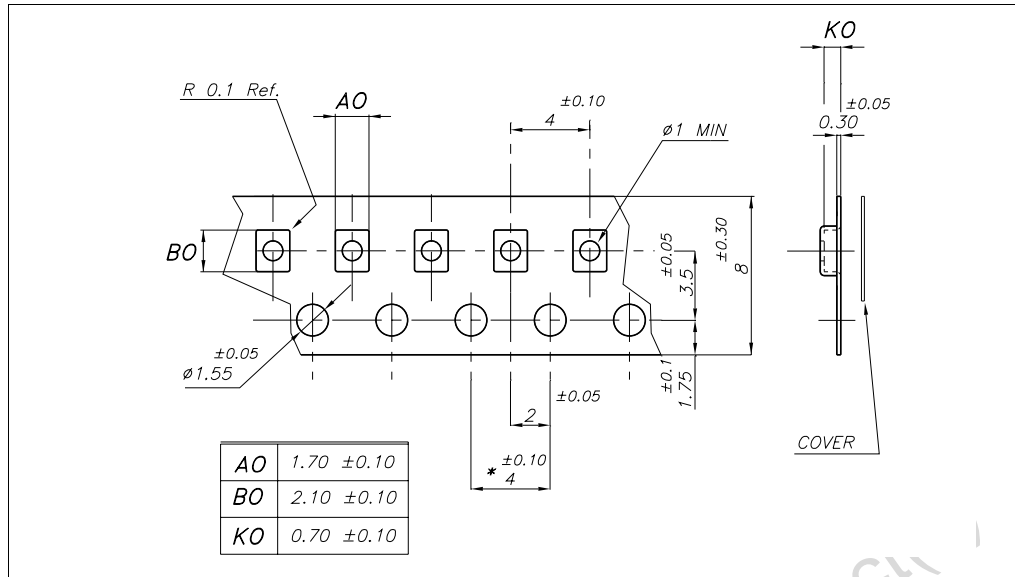 KO
R 0.1 Ref.
AO
±0.10
4
±0.05
0.30
ø1 MIN
BO
±0.05
3.5
±0.30
8
±0.05
ø1.55
±0.1
1.75
±0.05
2
* ±0.10
4
COVER
AO 1.70 ±0.10
BO 2.10 ±0.10
KO 0.70 ±0.10